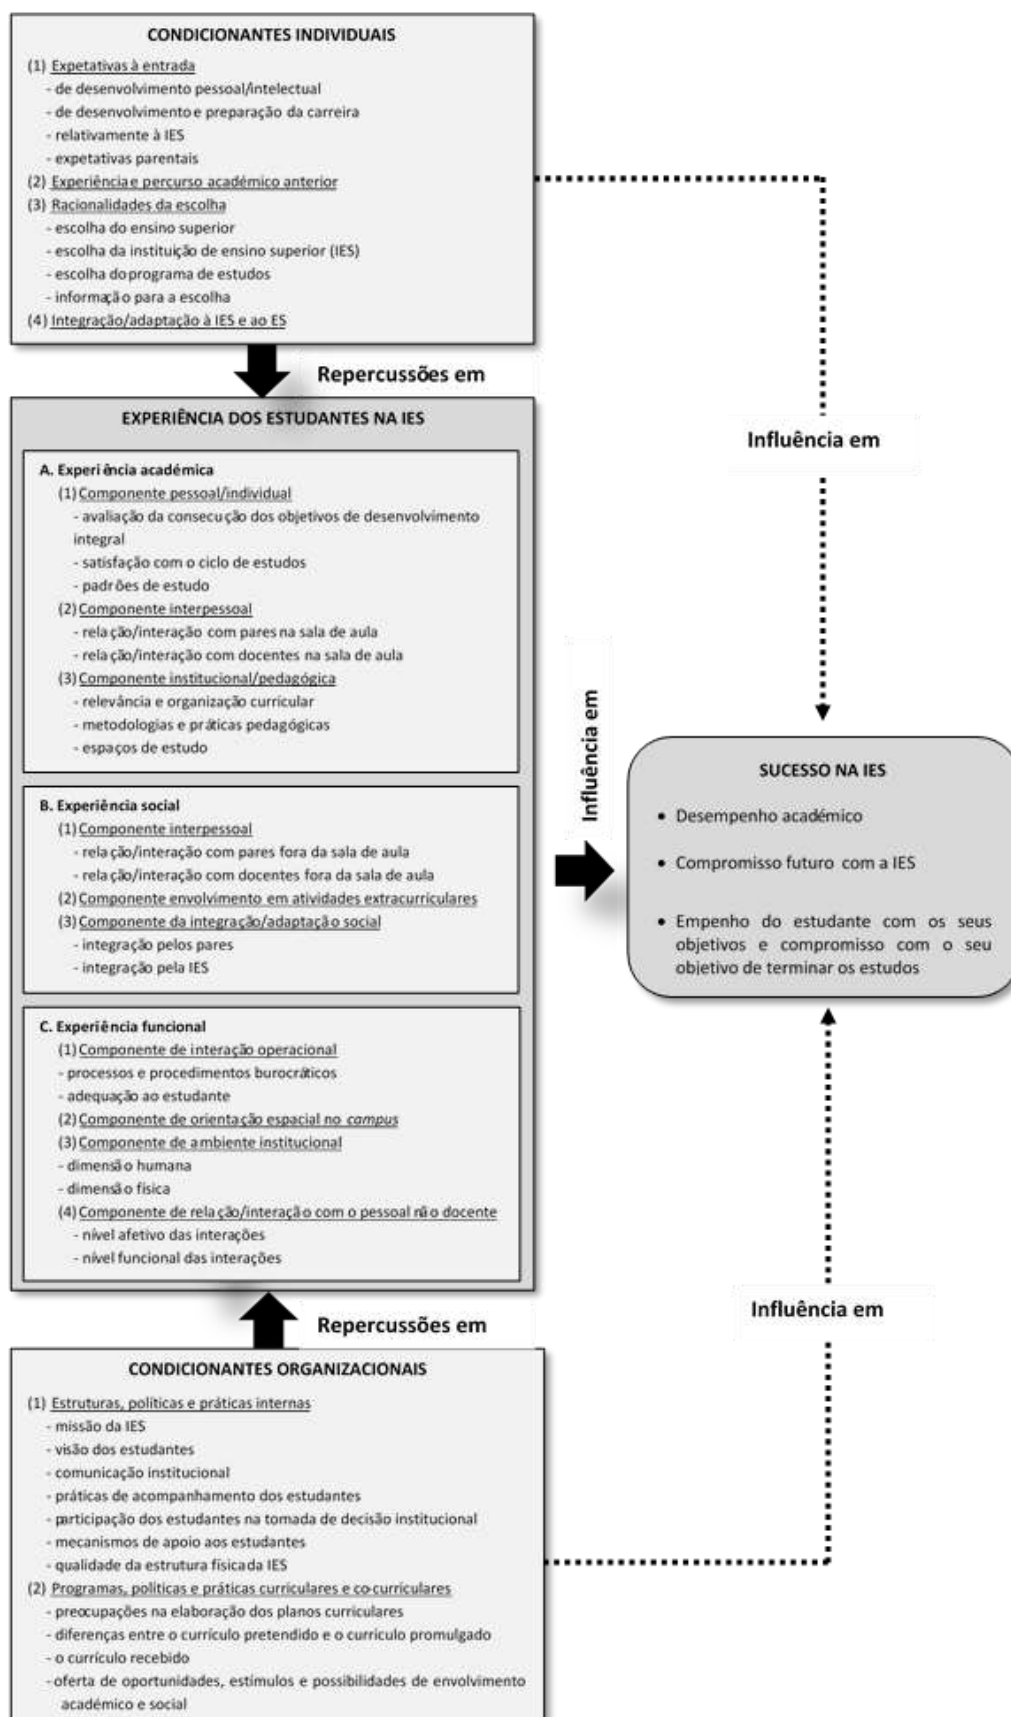 CONDICIONANTES INDIVIDUAIS
(1) Expetativas à entrada
- de desenvolvimento pessoal/intelectual
- de desenvolvimento e preparação da carreira
- relativamente à IES
- expetativas parentais
(2) Experiência e percurso académico anterior
(3) Racionalidades da escolha
- escolha do ensino superior
- escolha da instituição de ensino superior (IES)
- escolha do programa de estudos
- informação para a escolha
(4) Integração/adaptação à IES e ao ES
Repercussões em
EXPERIÊNCIA DOS ESTUDANTES NA IES
A. Experiência académica
(1) Componente pessoal/individual
- avaliação da consecução dos objetivos de desenvolvimento
integral
- satisfação com o ciclo de estudos
- padrões de estudo
(2) Componente interpessoal
- relação/interação com pares na sala de aula
- relação/interação com docentes na sala de aula
(3) Componente institucional/pedagógica
- relevância e organização curricular
- metodologias e práticas pedagógicas
- espaços de estudo
B. Experiência social
(1) Componente interpessoal
- relação/interação com pares fora da sala de aula
- relação/interação com docentes fora da sala de aula
(2) Componente envolvimento em atividades extracurriculares
(3) Componente da integração/adaptação social
- integração pelos pares
- integração pela IES
C. Experiência funcional
(1) Componente de interação operacional
- processos e procedimentos burocráticos
- adequação ao estudante
(2) Componente de orientação espacial no campus
(3) Componente de ambiente institucional
- dimensão humana
- dimensão física
(4) Componente de relação/interação com o pessoal não docente
- nível afetivo das interações
- nível funcional das interações
Repercussões em
CONDICIONANTES ORGANIZACIONAIS
(1) Estruturas, políticas e práticas internas
- missão da IES
- visão dos estudantes
- comunicação institucional
- práticas de acompanhamento dos estudantes
- participação dos estudantes na tomada de decisão institucional
- mecanismos de apoio aos estudantes
- qualidade da estrutura física da IES
(2) Programas, políticas e práticas curriculares e co-curriculares
- preocupações na elaboração dos planos curriculares
- diferenças entre o currículo pretendido e o curriculo promulgado
- o currículo recebido
- oferta de oportunidades, estímulos e possibilidades de envolvimento
académico e social
Influência em
Influência em
SUCESSO NA IES
• Desempenho académico
• Compromisso futuro com a IES
• Empenho do estudante com os seus
objetivos e compromisso com o seu
objetivo de terminar os estudos
Influência em